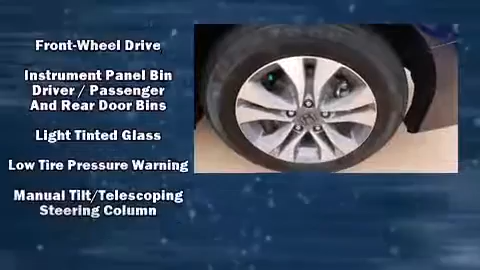 Front-Wheel Drive
Instrument Panel Bin
Driver / Passenger
And Rear Door Bins
Light Tinted Glass
Low Tire Pressure Warning
Manual Tilt/Telescoping
Steering Column